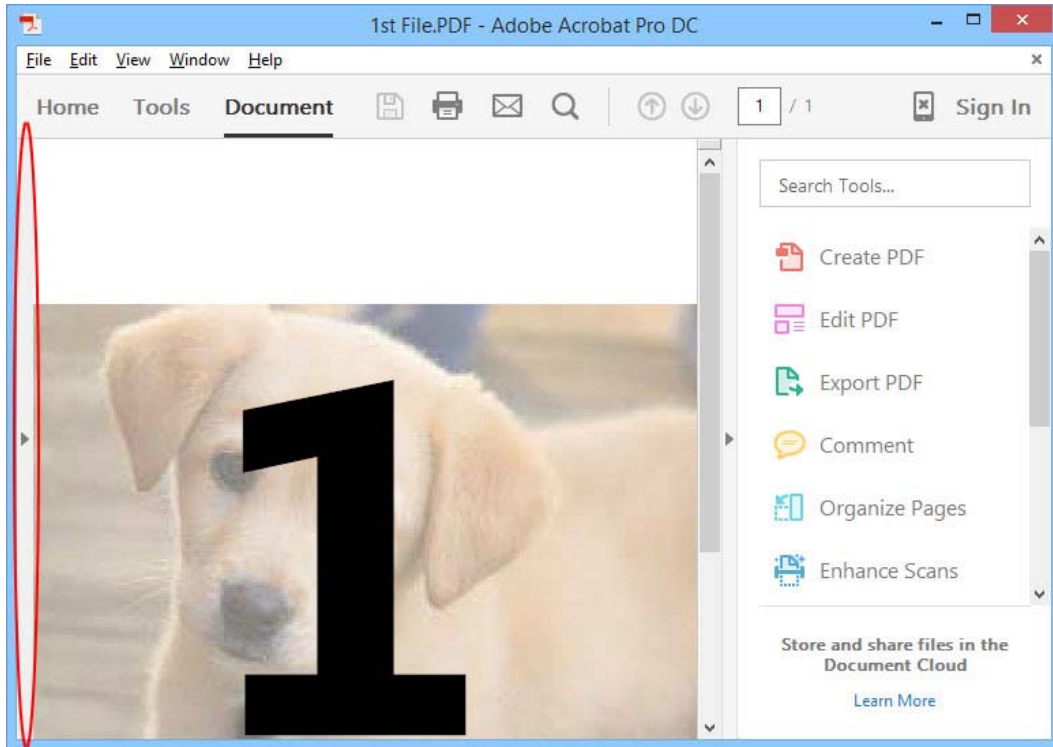 1st File.PDF - Adobe Acrobat Pro DC
File Edit View Window Help
Home Tools Document 1 / 1 Sign In
Search Tools...
Create PDF
Edit PDF
Export PDF
Comment
Organize Pages
Enhance Scans
Store and share files in the
Document Cloud
Learn More
1